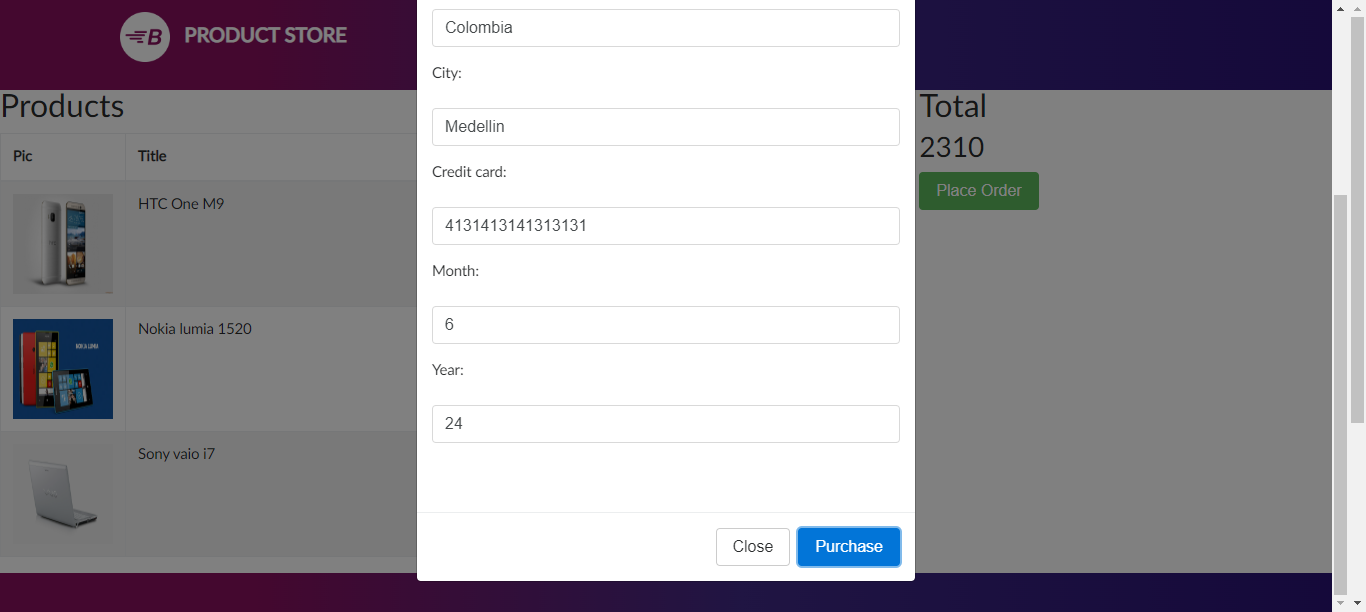 PRODUCT STORE
Products
Pic Title
HTC One M9
Nokia lumia 1520
Sony vaio i7
Colombia
City:
Medellin
Credit card:
4131413141313131
Month:
6
Year:
24
Close Purchase
Total
2310
Place Order